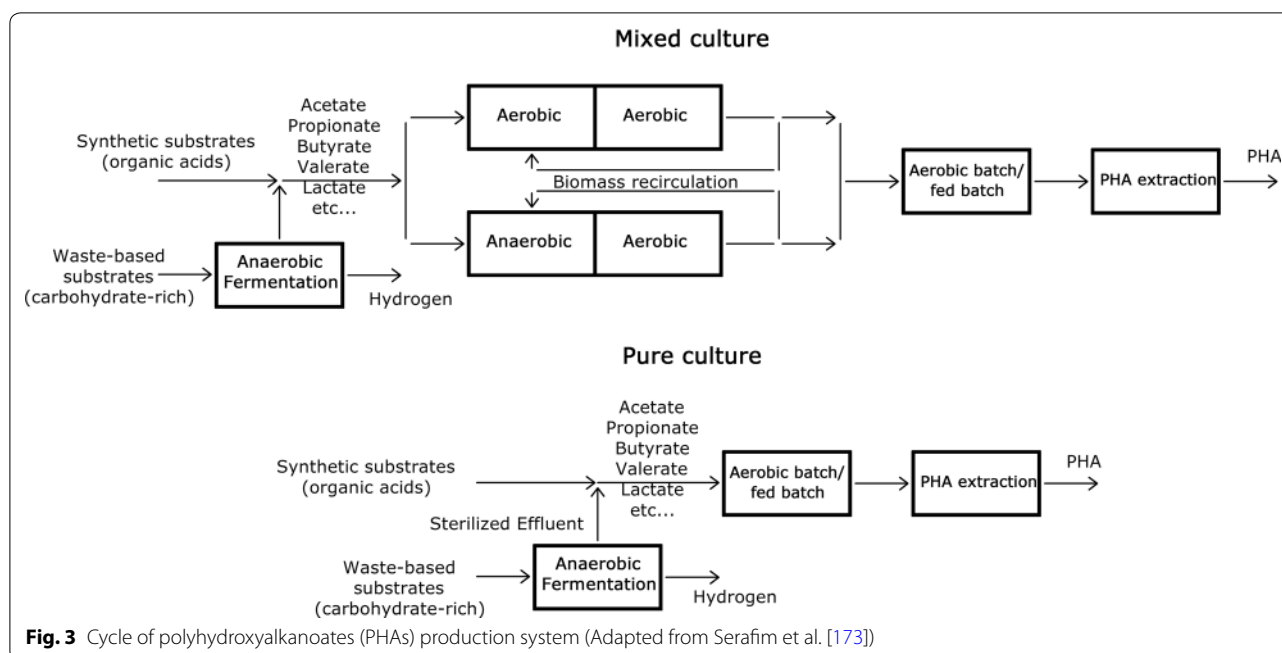 Mixed culture
Synthetic substrates
(organic acids)
Acetate
Propionate
Butyrate
Valerate
Lactate
etc...
Aerobic
Aerobic
Biomass recirculation
Anaerobic
Aerobic
Aerobic batch/
fed batch
PHA extraction
PHA
Waste-based
substrates
(carbohydrate-rich)
Anaerobic
Fermentation
Hydrogen
Pure culture
Synthetic substrates
(organic acids)
Acetate
Propionate
Butyrate
Valerate
Lactate
etc...
Aerobic batch/
fed batch
PHA extraction
PHA
Sterilized Effluent
Waste-based
substrates
(carbohydrate-rich)
Anaerobic
Fermentation
Hydrogen
Fig. 3 Cycle of polyhydroxyalkanoates (PHAs) production system (Adapted from Serafim et al. [173])